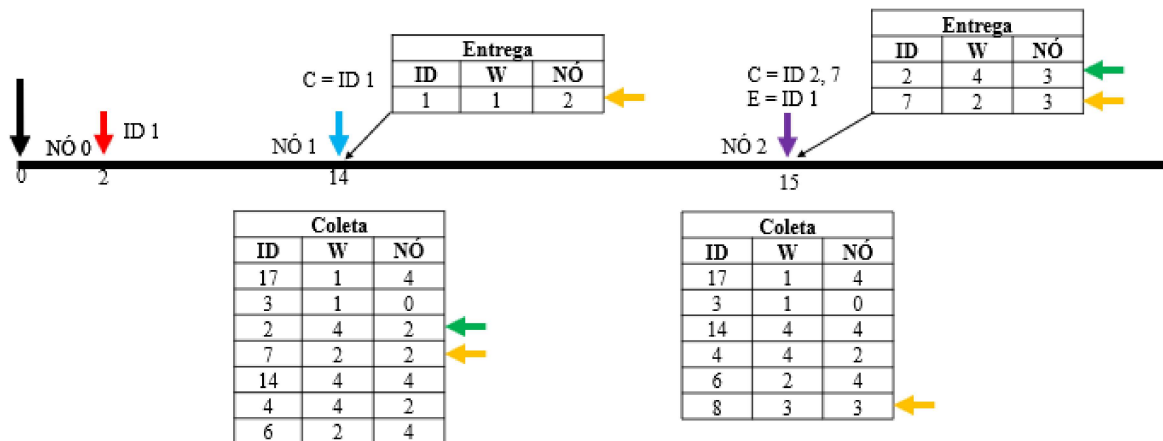 Entrega
ID W NÓ
1 1 2
Entrega
ID W NÓ
2 4 3
7 2 3
C = ID 1
C = ID 2, 7
E = ID 1
ID 1
NÓ 0
NÓ 1
NÓ 2
0
2
14
15
Coleta
ID W NÓ
17 1 4
3 1 0
2 4 2
7 2 2
14 4 4
4 4 2
6 2 4
Coleta
ID W NÓ
17 1 4
3 1 0
14 4 4
4 4 2
6 2 4
8 3 3